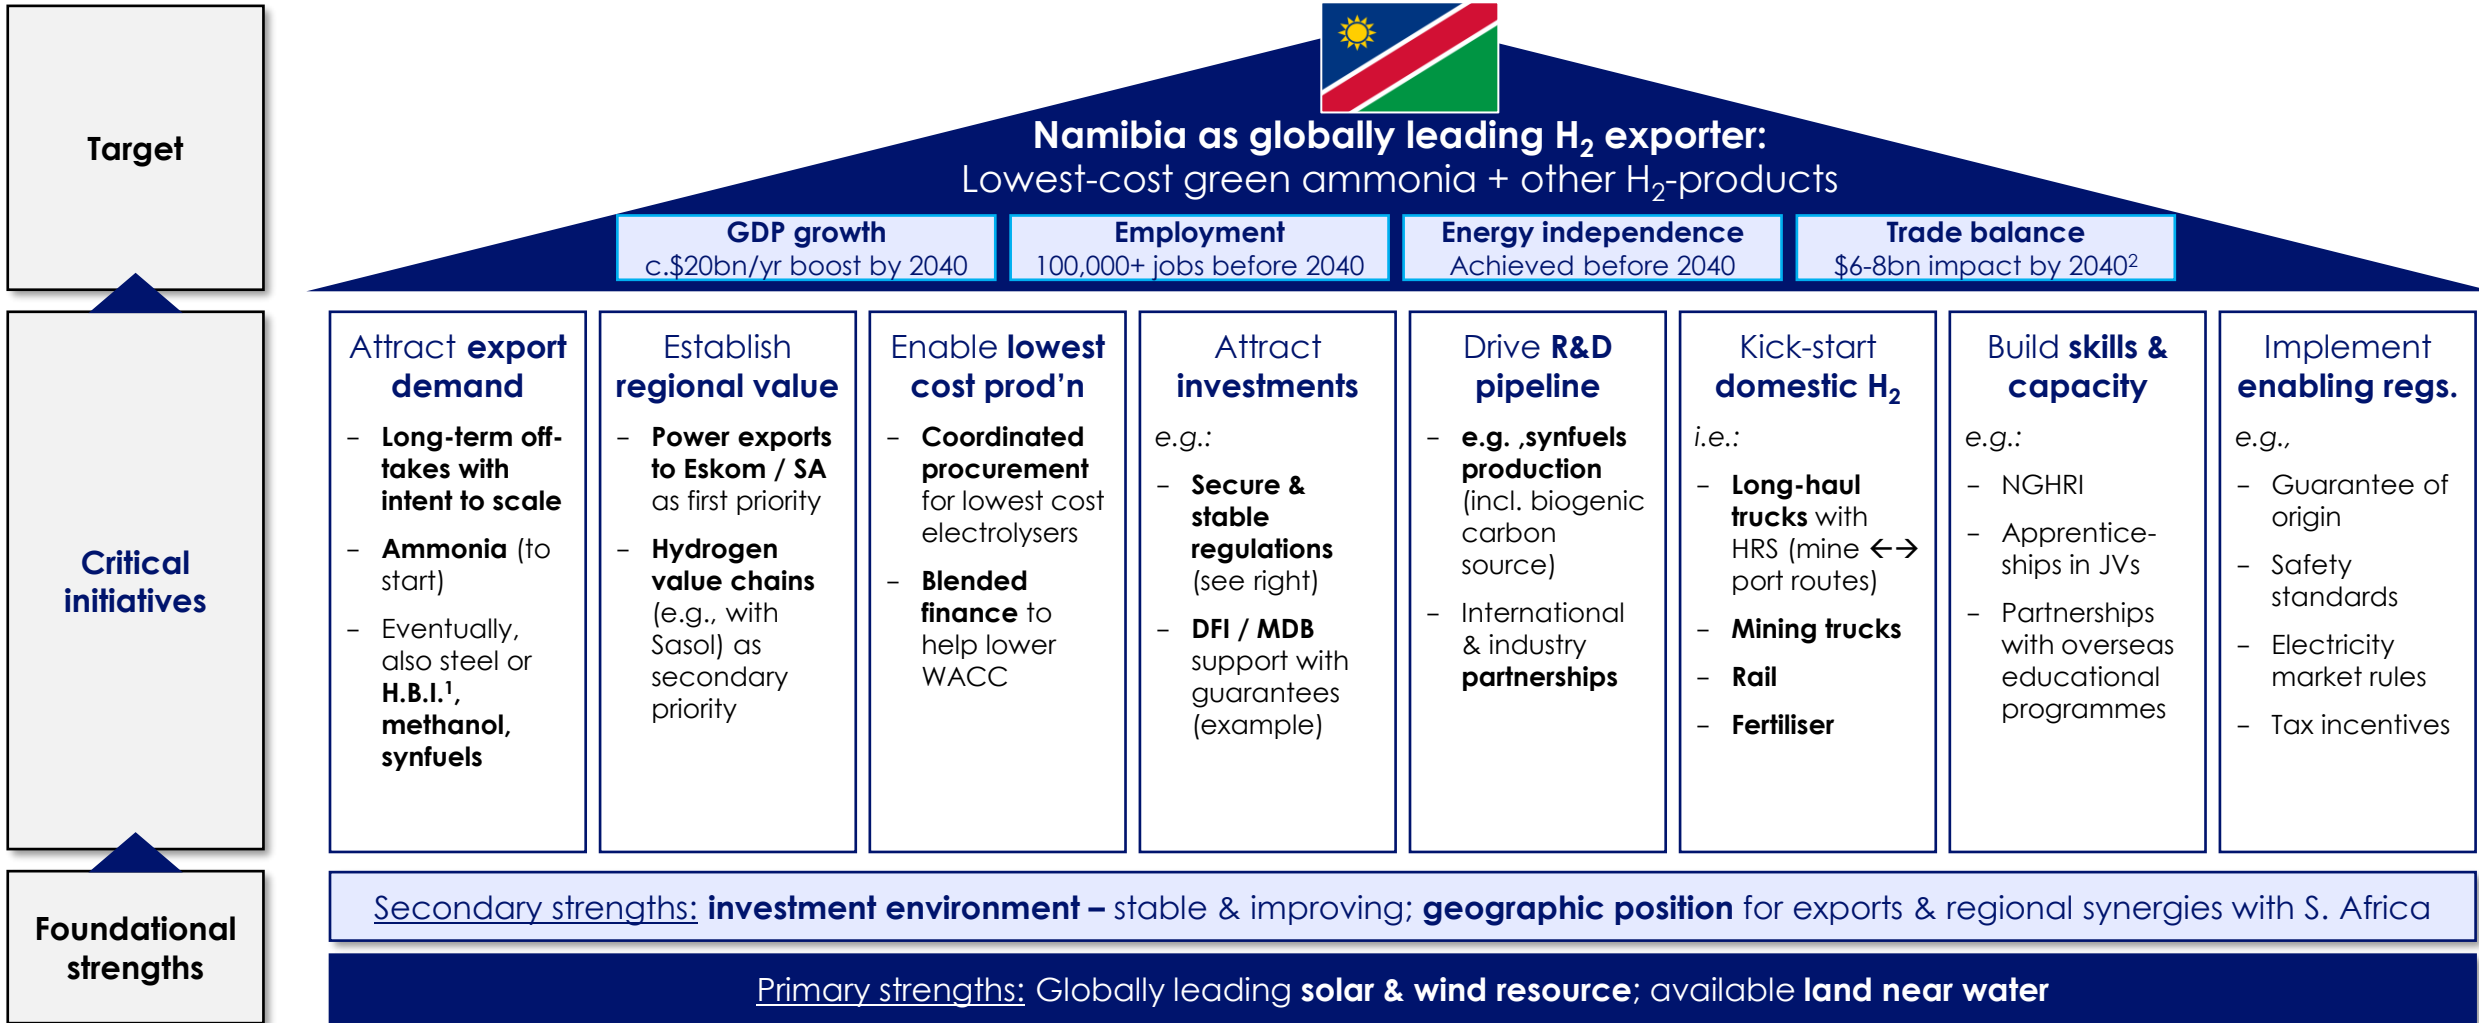 Target
Namibia as globally leading H₂ exporter:
Lowest-cost green ammonia + other H₂-products
GDP growth
c.$20bn/yr boost by 2040
Employment
100,000+ jobs before 2040
Energy independence
Achieved before 2040
Trade balance
$6-8bn impact by 2040²
Critical
initiatives
Attract export
demand
– Long-term off-
takes with
intent to scale
– Ammonia (to
start)
– Eventually,
also steel or
H.B.I.¹,
methanol,
synfuels
Establish
regional value
– Power exports
to Eskom / SA
as first priority
– Hydrogen
value chains
(e.g., with
Sasol) as
secondary
priority
Enable lowest
cost prod’n
– Coordinated
procurement
for lowest cost
electrolysers
– Blended
finance to
help lower
WACC
Attract
investments
e.g.:
– Secure &
stable
regulations
(see right)
– DFI / MDB
support with
guarantees
(example)
Drive R&D
pipeline
– e.g. ,synfuels
production
(incl. biogenic
carbon
source)
– International
& industry
partnerships
Kick-start
domestic H₂
i.e.:
– Long-haul
trucks with
HRS (mine ←→
port routes)
– Mining trucks
– Rail
– Fertiliser
Build skills &
capacity
e.g.:
– NGHRI
– Apprentice-
ships in JVs
– Partnerships
with overseas
educational
programmes
Implement
enabling regs.
e.g.,
– Guarantee of
origin
– Safety
standards
– Electricity
market rules
– Tax incentives
Foundational
strengths
Secondary strengths: investment environment – stable & improving; geographic position for exports & regional synergies with S. Africa
Primary strengths: Globally leading solar & wind resource; available land near water